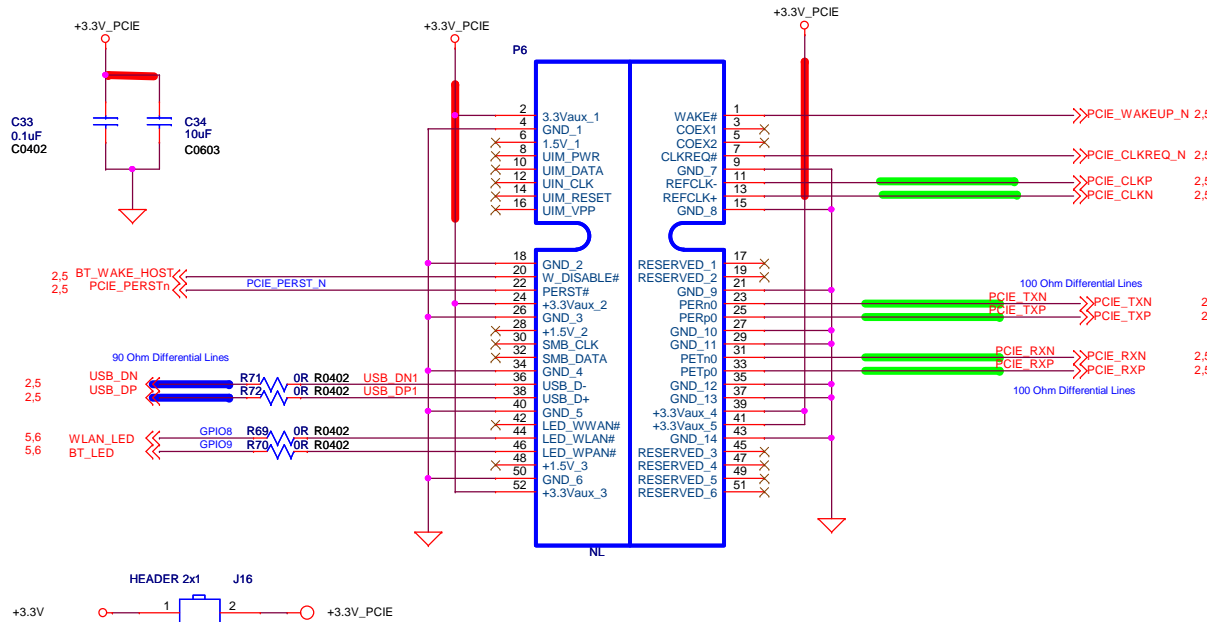 +3.3V_PCIE
+3.3V_PCIE
+3.3V_PCIE
P6
C33
0.1uF
C0402
C34
10uF
C0603
2 3.3Vaux_1
4 GND_1
6 1.5V_1
8 UIM_PWR
10 UIM_DATA
12 UIN_CLK
14 UIM_RESET
16 UIM_VPP
18 GND_2
20 W_DISABLE#
22 PERST#
24 +3.3Vaux_2
26 GND_3
28 +1.5V_2
30 SMB_CLK
32 SMB_DATA
34 GND_4
36 USB_D-
38 USB_D+
40 GND_5
42 LED_WWAN#
44 LED_WLAN#
46 LED_WPAN#
48 +1.5V_3
50 GND_6
52 +3.3Vaux_3
WAKE# 1
COEX1 3
COEX2 5
CLKREQ# 7
GND_7 9
REFCLK- 11
REFCLK+ 13
GND_8 15
RESERVED_1 17
RESERVED_2 19
GND_9 21
PERn0 23
PERp0 25
GND_10 27
GND_11 29
PETn0 31
PETp0 33
GND_12 35
GND_13 37
+3.3Vaux_4 39
+3.3Vaux_5 41
GND_14 43
RESERVED_3 45
RESERVED_4 47
RESERVED_5 49
RESERVED_6 51
NL
PCIE_WAKEUP_N 2,5
PCIE_CLKREQ_N 2,5
PCIE_CLKP 2,5
PCIE_CLKN 2,5
100 Ohm Differential Lines
PCIE_TXN PCIE_TXN 2
PCIE_TXP PCIE_TXP 2
PCIE_RXN PCIE_RXN 2,5
PCIE_RXP PCIE_RXP 2,5
100 Ohm Differential Lines
2,5 BT_WAKE_HOST
2,5 PCIE_PERSTn PCIE_PERST_N
90 Ohm Differential Lines
2,5 USB_DN R71 0R R0402 USB_DN1
2,5 USB_DP R72 0R R0402 USB_DP1
5,6 WLAN_LED GPIO8 R69 0R R0402
5,6 BT_LED GPIO9 R70 0R R0402
HEADER 2x1 J16
+3.3V 1 2 +3.3V_PCIE